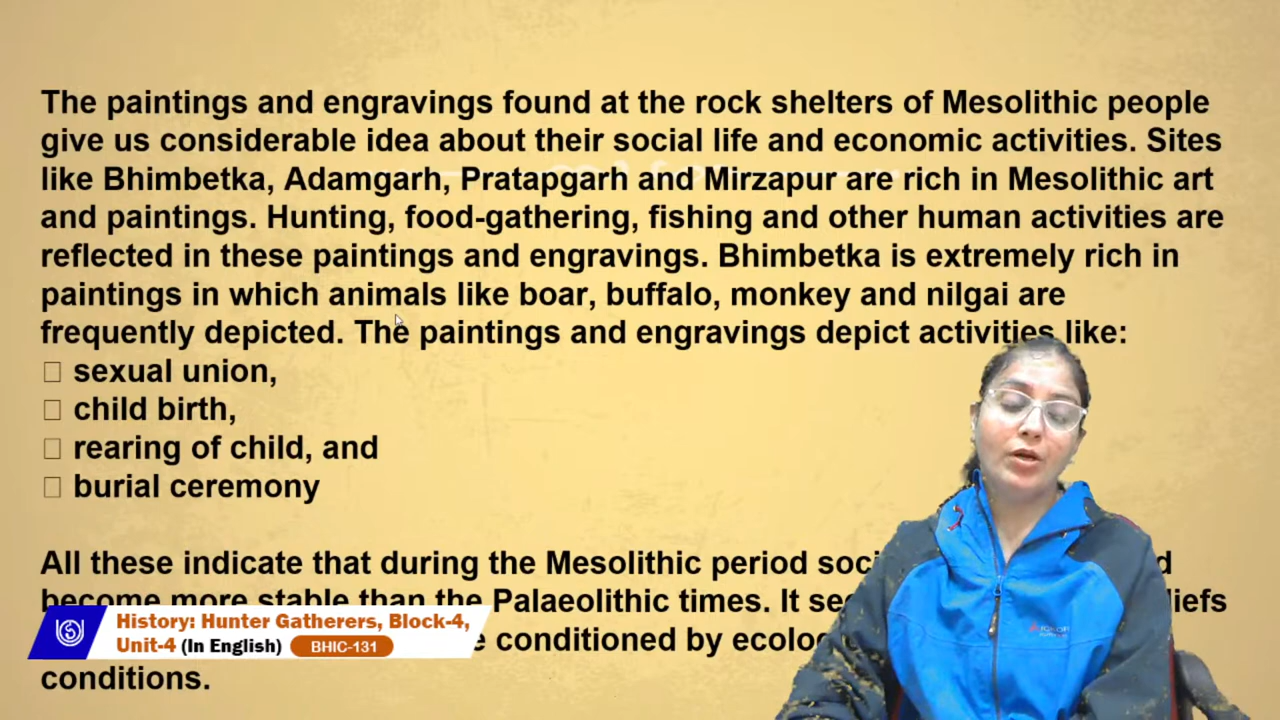 The paintings and engravings found at the rock shelters of Mesolithic people
give us considerable idea about their social life and economic activities. Sites
like Bhimbetka, Adamgarh, Pratapgarh and Mirzapur are rich in Mesolithic art
and paintings. Hunting, food-gathering, fishing and other human activities are
reflected in these paintings and engravings. Bhimbetka is extremely rich in
paintings in which animals like boar, buffalo, monkey and nilgai are
frequently depicted. The paintings and engravings depict activities like:
sexual union,
child birth,
rearing of child, and
burial ceremony
All these indicate that during the Mesolithic period
become more stable than the Palaeolithic times. It
conditioned by
conditions.
History: Hunter Gatherers, Block-4,
Unit-4 (In English) BHIC-131